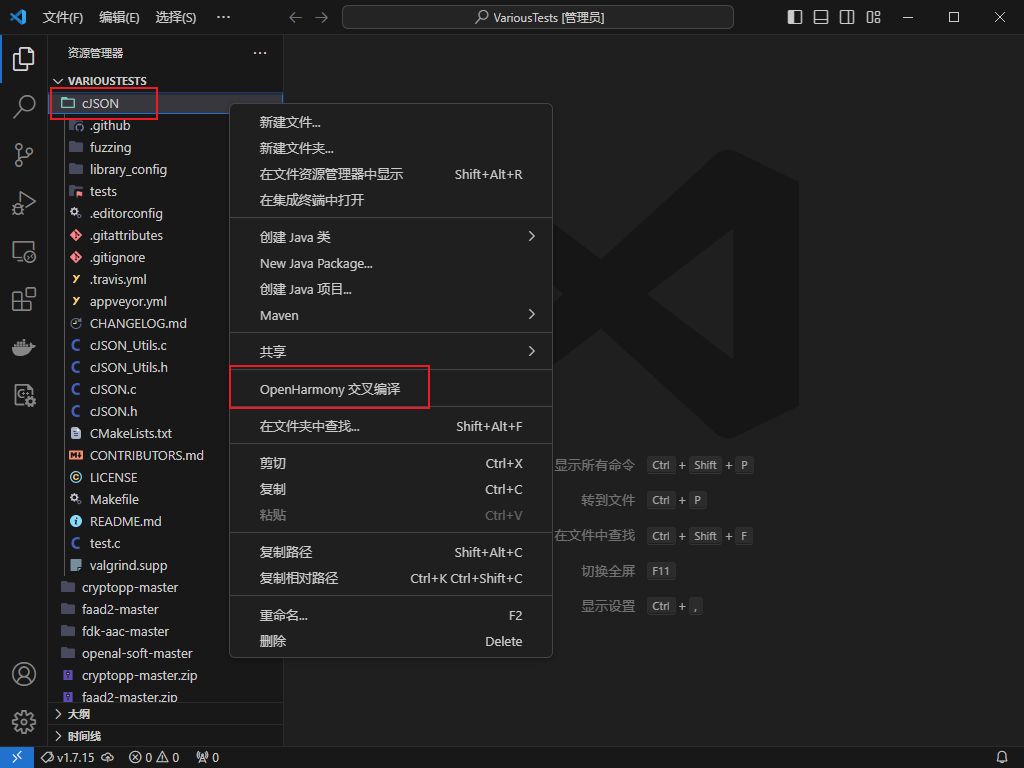 文件(F) 编辑(E) 选择(S) ···
VariousTests [管理员]
资源管理器 ···
VARIOUSTESTS
cJSON
.github
fuzzing
library_config
tests
.editorconfig
.gitattributes
.gitignore
.travis.yml
appveyor.yml
CHANGELOG.md
cJSON_Utils.c
cJSON_Utils.h
cJSON.c
cJSON.h
CMakeLists.txt
CONTRIBUTORS.md
LICENSE
Makefile
README.md
test.c
valgrind.supp
cryptopp-master
faad2-master
fdk-aac-master
openal-soft-master
cryptopp-master.zip
faad2-master.zip
大纲
时间线
新建文件...
新建文件夹...
在文件资源管理器中显示 Shift+Alt+R
在集成终端中打开
创建 Java 类
New Java Package...
创建 Java 项目...
Maven
共享
OpenHarmony 交叉编译
在文件夹中查找... Shift+Alt+F
剪切 Ctrl+X
复制 Ctrl+C
粘贴 Ctrl+V
复制路径 Shift+Alt+C
复制相对路径 Ctrl+K Ctrl+Shift+C
重命名... F2
删除 Delete
显示所有命令 Ctrl + Shift + P
转到文件 Ctrl + P
在文件中查找 Ctrl + Shift + F
切换全屏 F11
显示设置 Ctrl + ,
v1.7.15 0 0 0